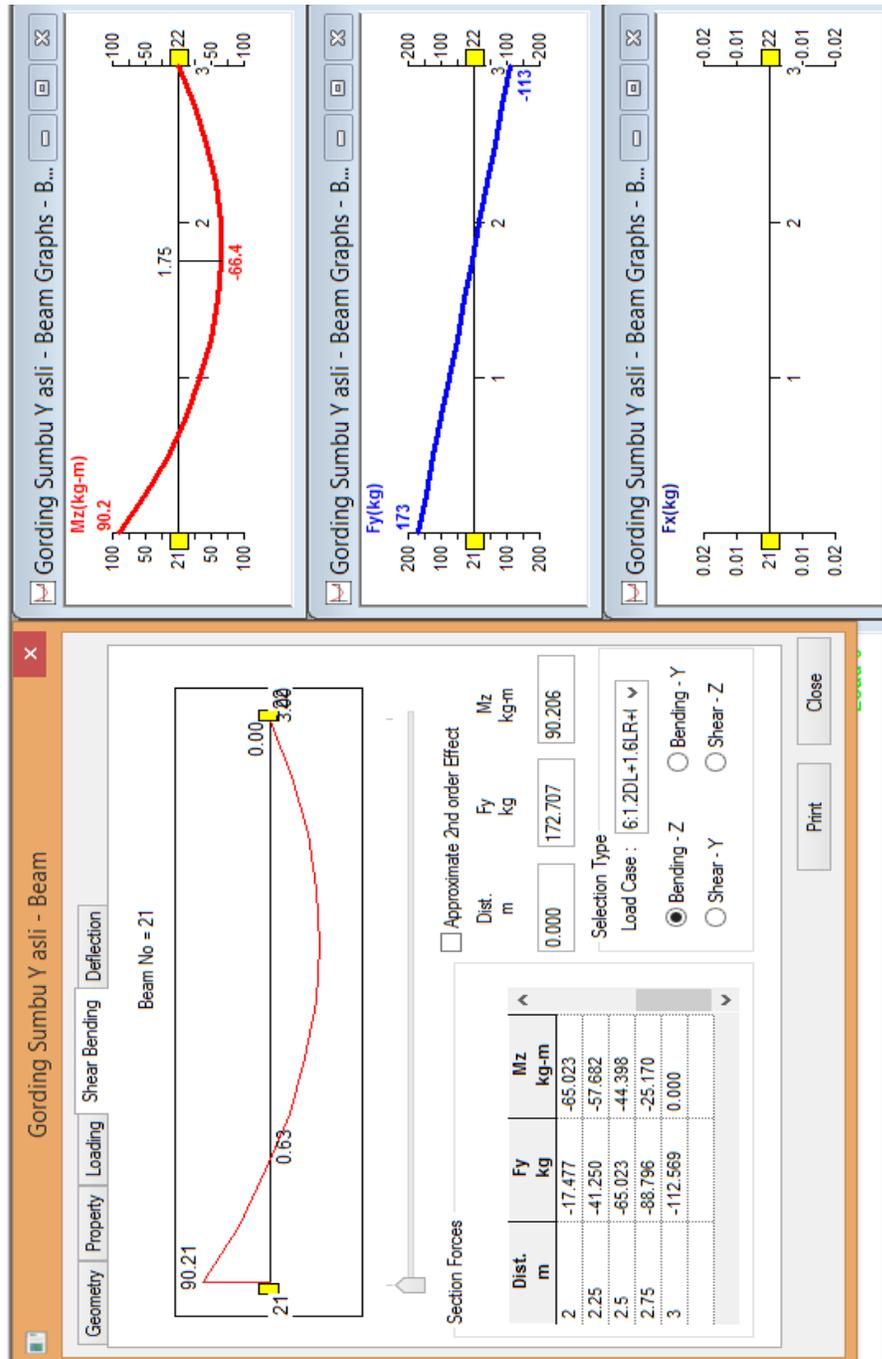 Gording Sumbu Y asli - Beam
Geometry Property Loading Shear Bending Deflection
Beam No = 21
90.21
0.63
0.00
21
Section Forces
Dist. Fy Mz
m kg kg-m
2 -17.477 -65.023
2.25 -41.250 -57.682
2.5 -65.023 -44.398
2.75 -88.796 -25.170
3 -112.569 0.000
Approximate 2nd order Effect
Dist. Fy Mz
m kg kg-m
0.000 172.707 90.206
Selection Type
Load Case : 6:1.2DL+1.6LR+(
Bending - Z Bending - Y
Shear - Y Shear - Z
Print Close
Gording Sumbu Y asli - Beam Graphs - B...
Mz(kg-m)
90.2
1.75
-66.4
100 100
50 50
21 1 2 3 22
50 50
100 100
Gording Sumbu Y asli - Beam Graphs - B...
Fy(kg)
173
-113
200 200
100 100
21 1 2 3 22
100 100
200 200
Gording Sumbu Y asli - Beam Graphs - B...
Fx(kg)
0.02 0.02
0.01 0.01
21 1 2 3 22
0.01 0.01
0.02 0.02